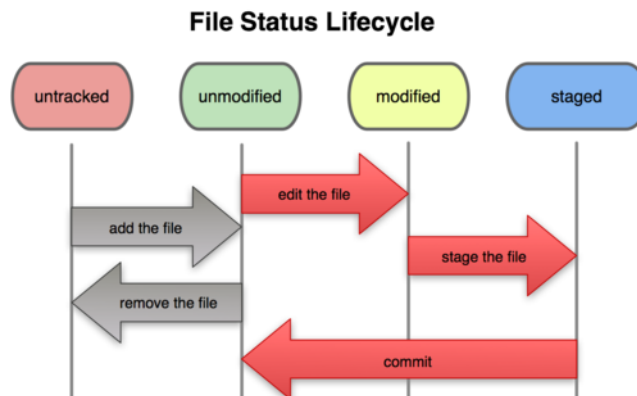 File Status Lifecycle
untracked
unmodified
modified
staged
edit the file
add the file
stage the file
remove the file
commit